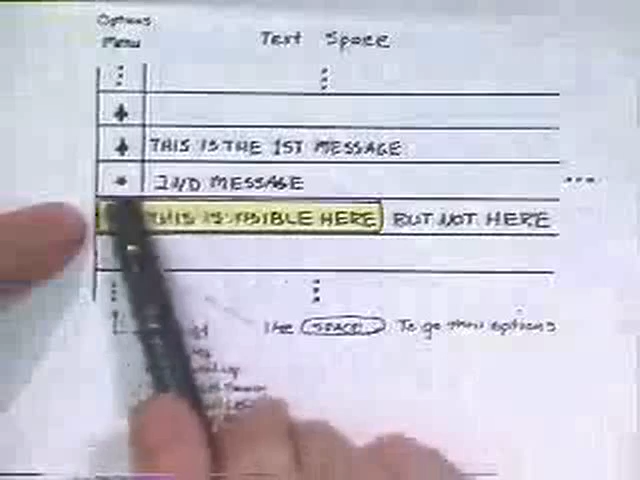 Options
Menu Text Space
THIS IS THE 1ST MESSAGE
2ND MESSAGE
THIS IS VISIBLE HERE BUT NOT HERE
Use SPACE To go thru options